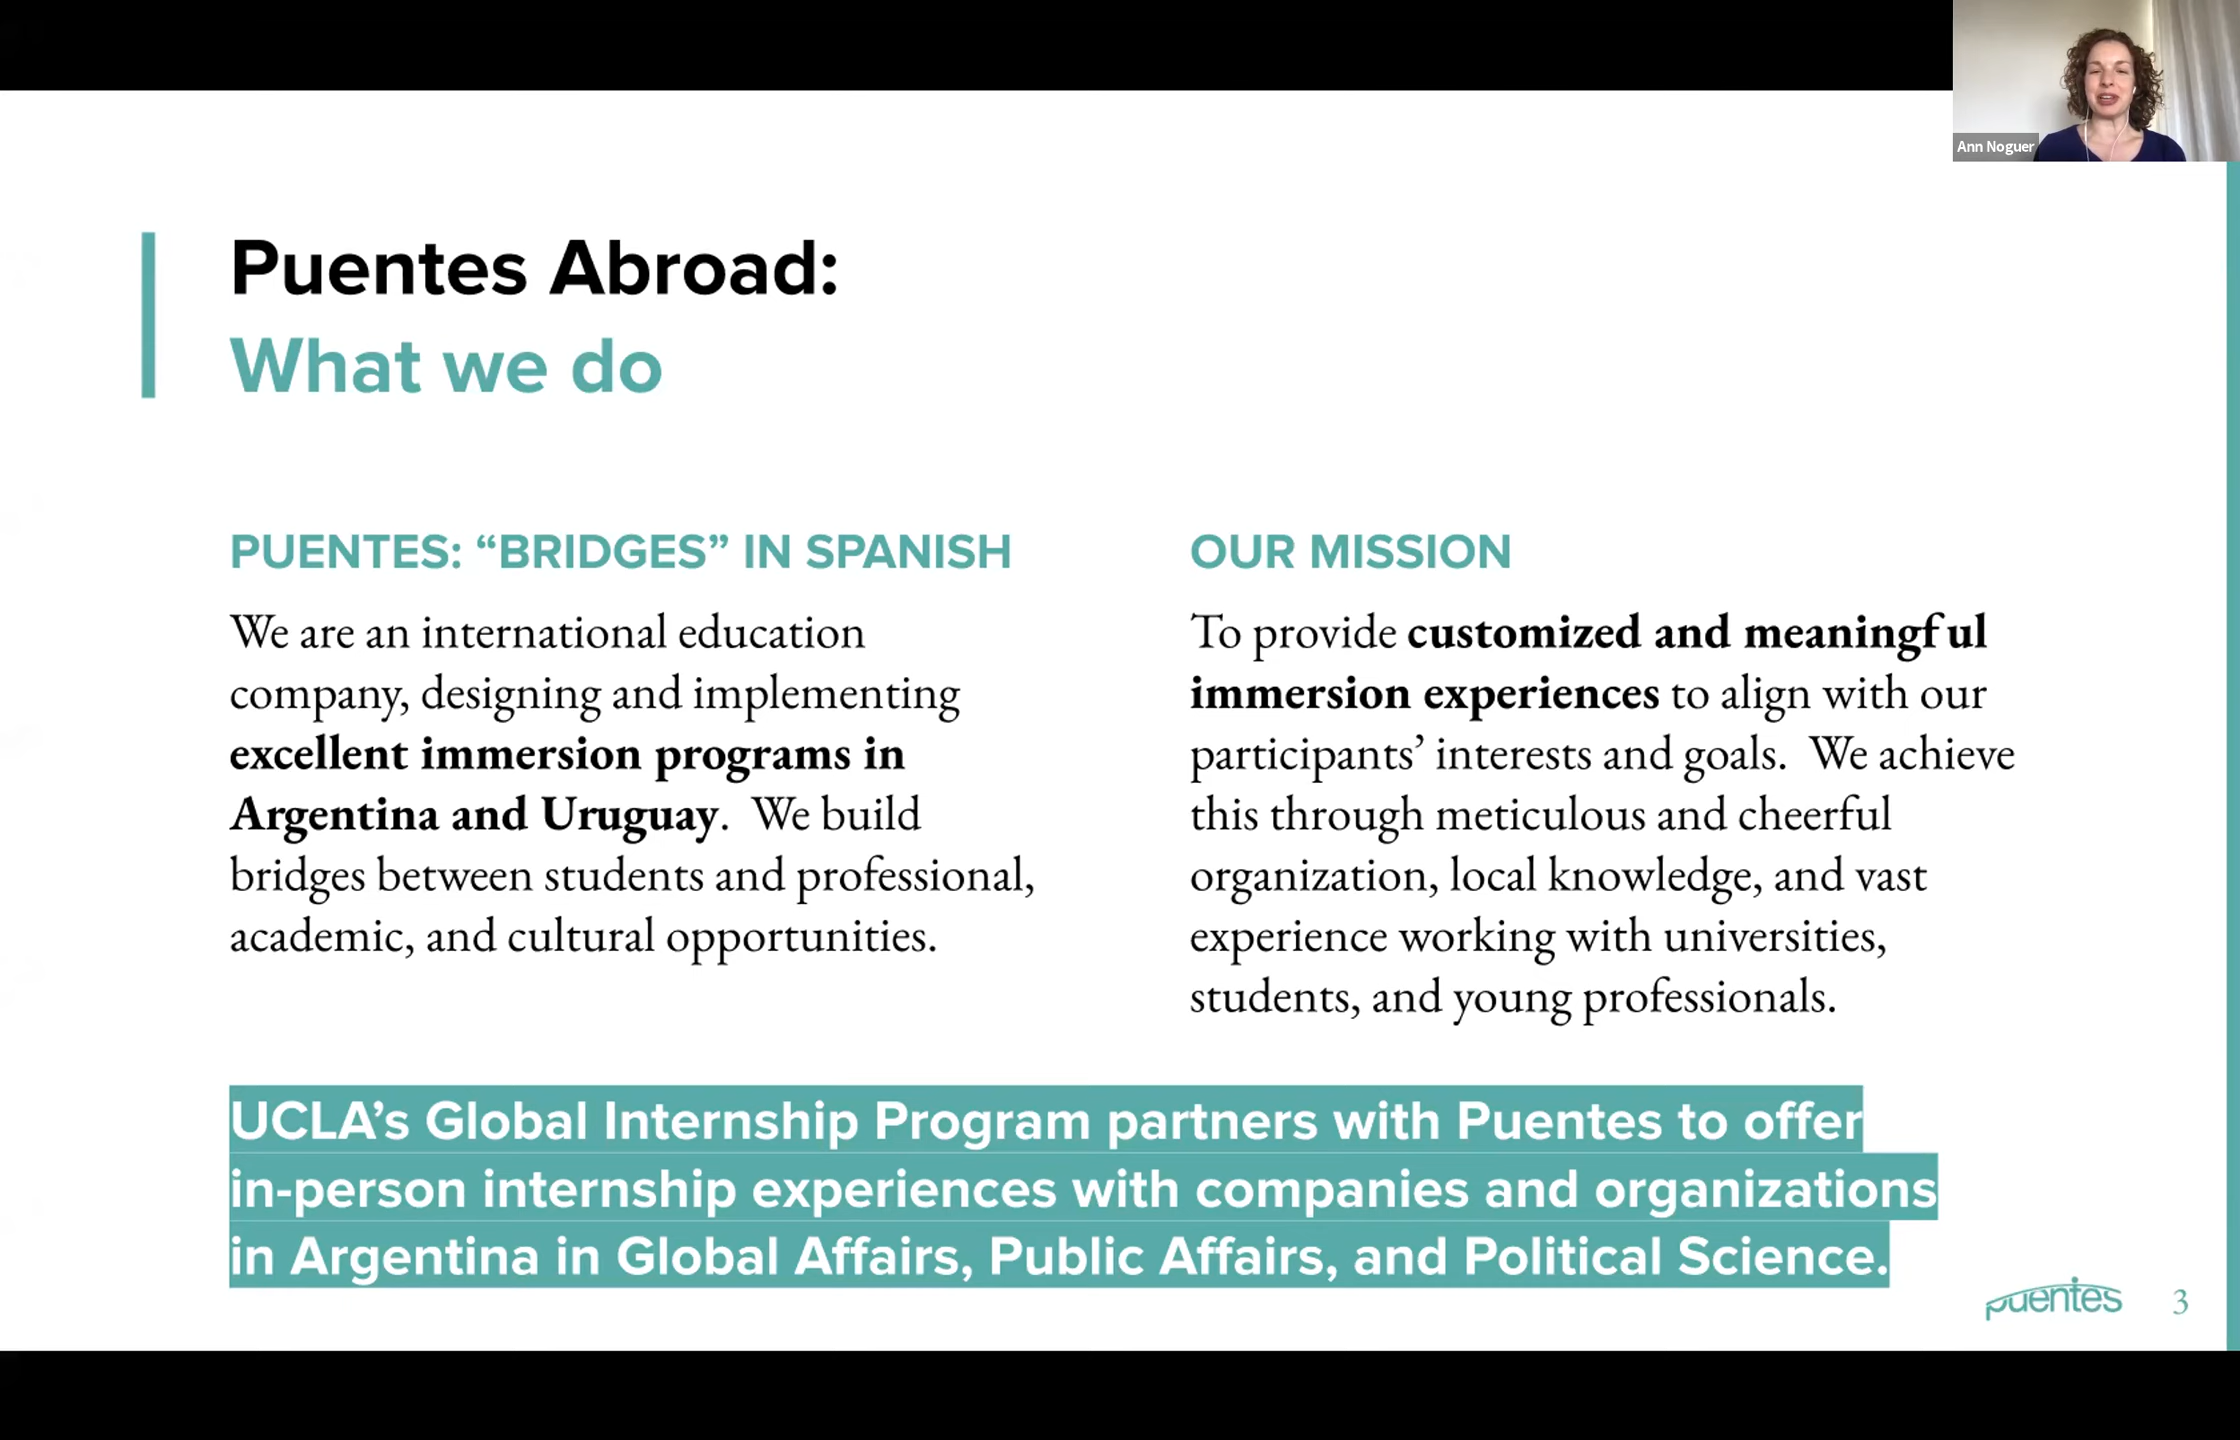 Ann Noguer
Puentes Abroad:
What we do
PUENTES: “BRIDGES” IN SPANISH
We are an international education
company, designing and implementing
excellent immersion programs in
Argentina and Uruguay.  We build
bridges between students and professional,
academic, and cultural opportunities.
OUR MISSION
To provide customized and meaningful
immersion experiences to align with our
participants’ interests and goals.  We achieve
this through meticulous and cheerful
organization, local knowledge, and vast
experience working with universities,
students, and young professionals.
UCLA’s Global Internship Program partners with Puentes to offer
in-person internship experiences with companies and organizations
in Argentina in Global Affairs, Public Affairs, and Political Science.
puentes
3